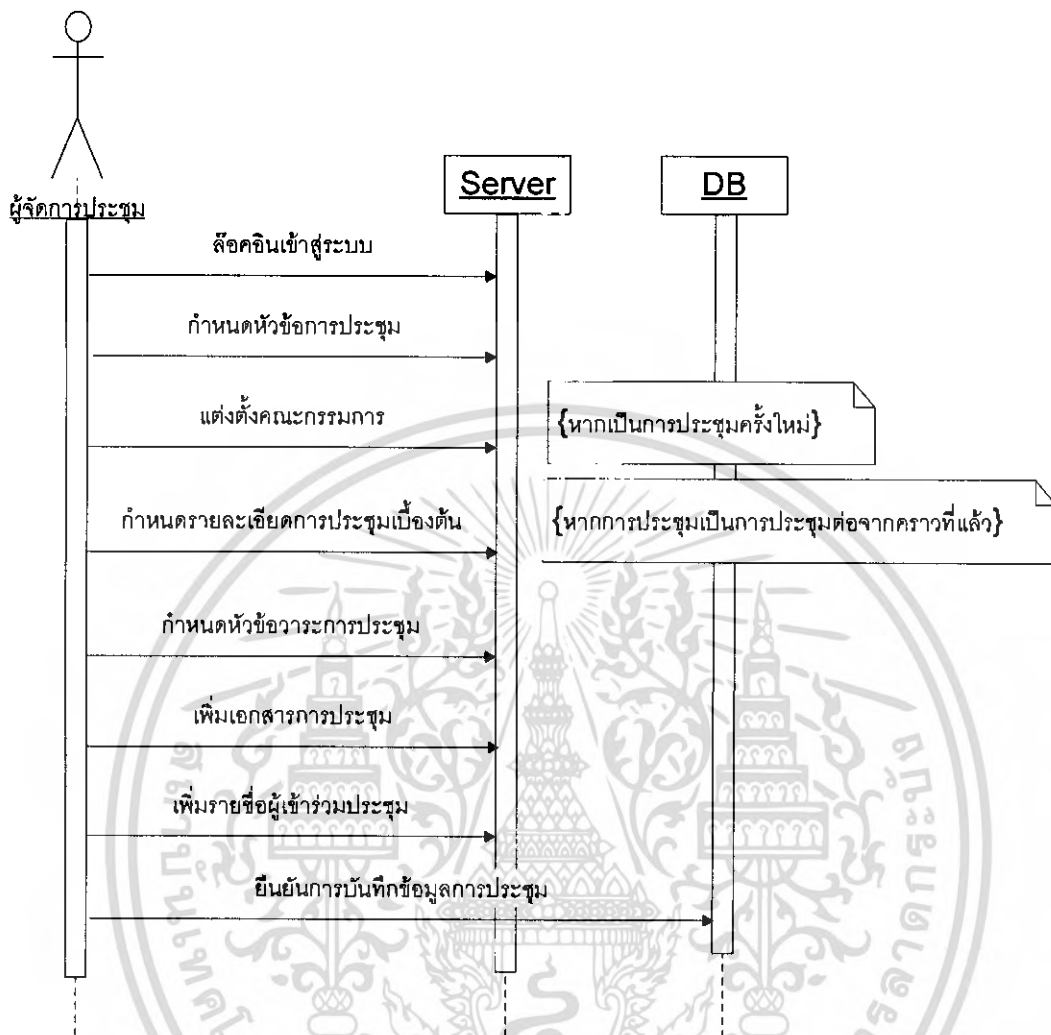 ผู้จัดการประชุม
Server
DB
ล๊อคอินเข้าสู่ระบบ
กำหนดหัวข้อการประชุม
แต่งตั้งคณะกรรมการ
{หากเป็นการประชุมครั้งใหม่}
กำหนดรายละเอียดการประชุมเบื้องต้น
{หากการประชุมเป็นการประชุมต่อจากคราวที่แล้ว}
กำหนดหัวข้อวาระการประชุม
เพิ่มเอกสารการประชุม
เพิ่มรายชื่อผู้เข้าร่วมประชุม
ยืนยันการบันทึกข้อมูลการประชุม